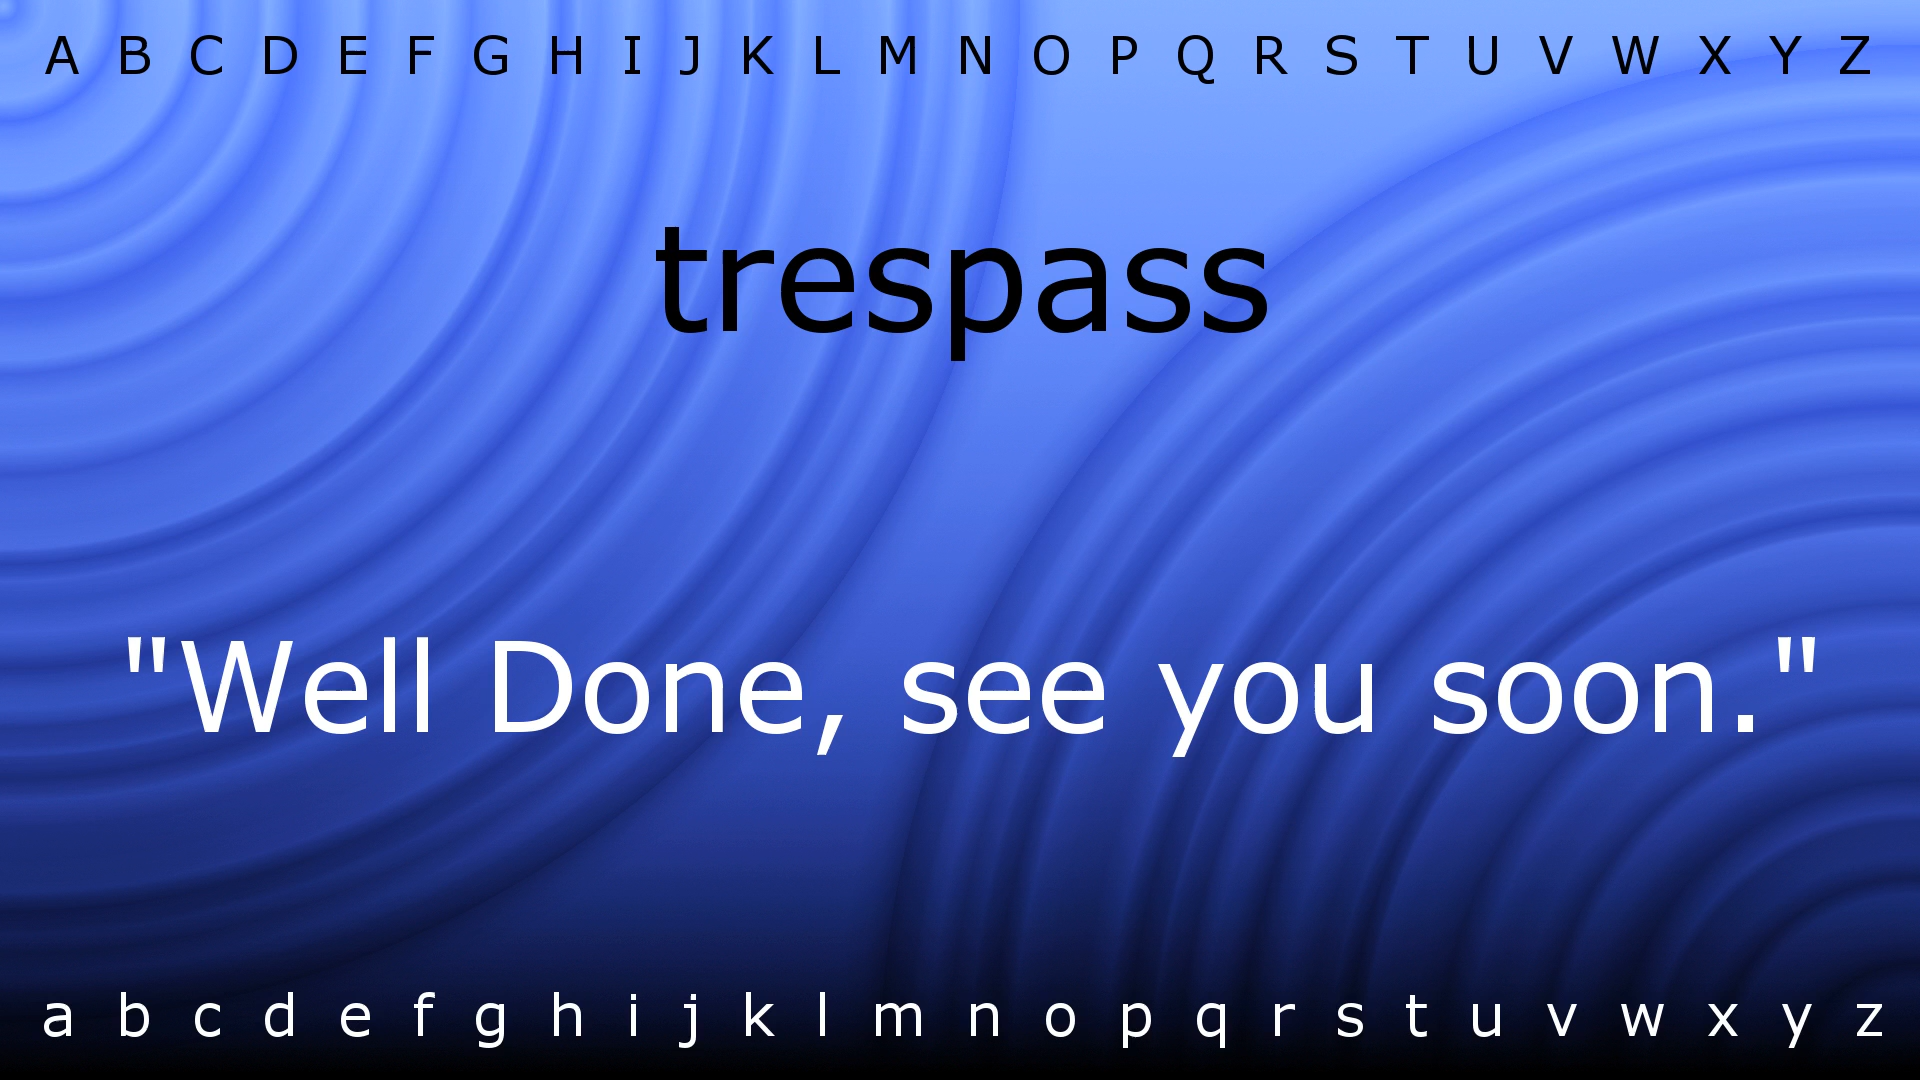 A B C D E F G H I J K L M N O P Q R S T U V W X Y Z
trespass
"Well Done, see you soon."
a b c d e f g h i j k l m n o p q r s t u v w x y z